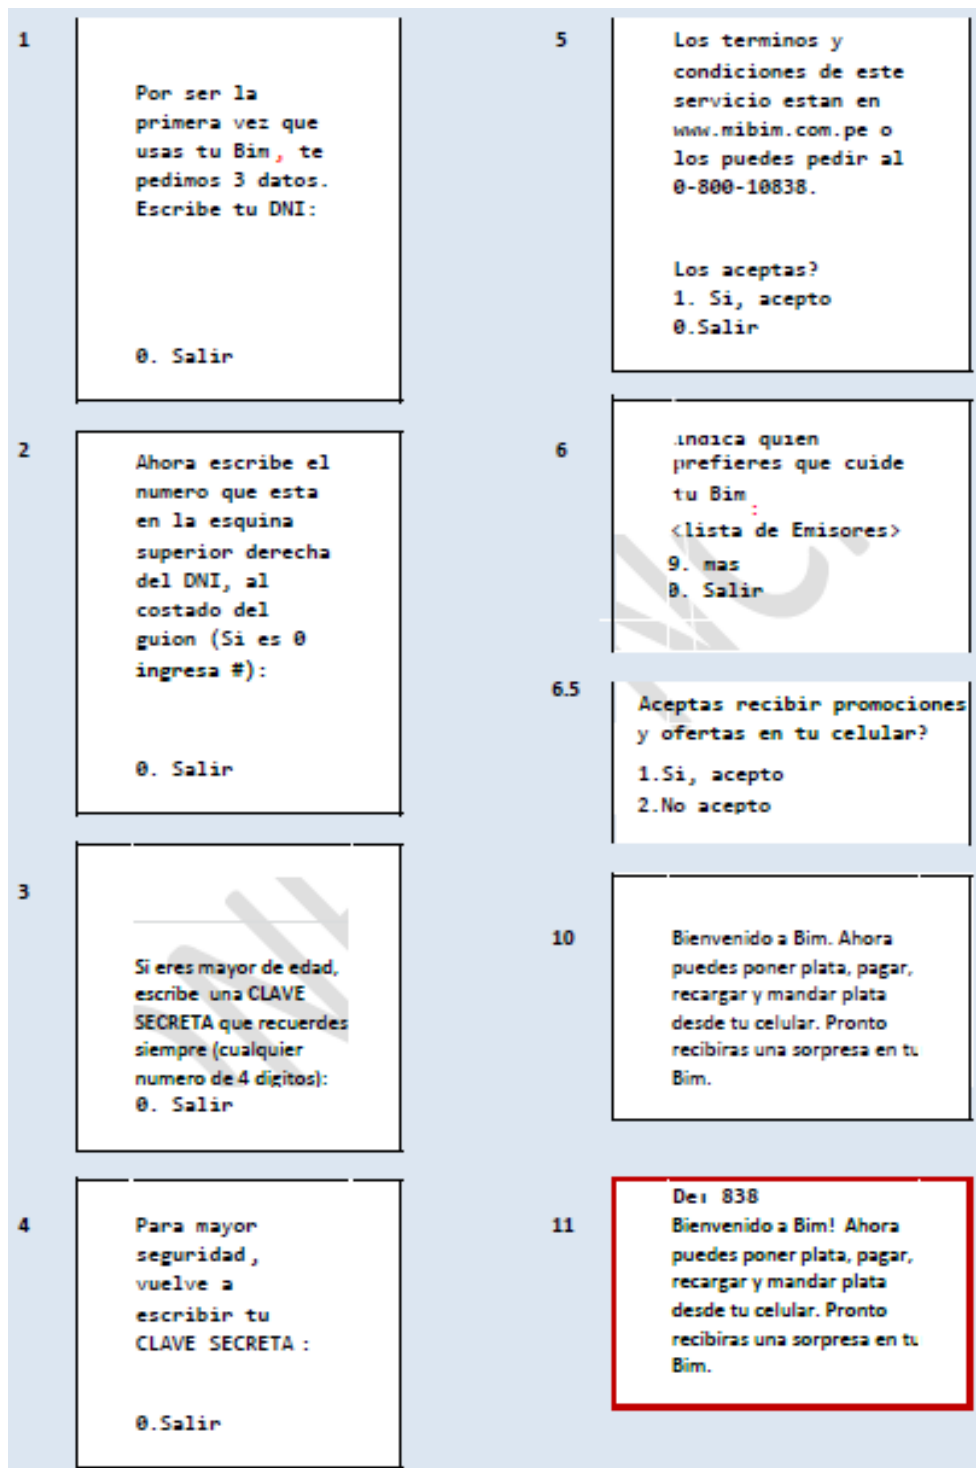 1
Por ser la
primera vez que
usas tu Bim, te
pedimos 3 datos.
Escribe tu DNI:
0. Salir
2
Ahora escribe el
numero que esta
en la esquina
superior derecha
del DNI, al
costado del
guion (Si es 0
ingresa #):
0. Salir
3
Si eres mayor de edad,
escribe una CLAVE
SECRETA que recuerdes
siempre (cualquier
numero de 4 digitos):
0. Salir
4
Para mayor
seguridad,
vuelve a
escribir tu
CLAVE SECRETA :
0.Salir
5
Los terminos y
condiciones de este
servicio estan en
www.mibim.com.pe o
los puedes pedir al
0-800-10838.
Los aceptas?
1. Si, acepto
0.Salir
6
Indica quien
prefieres que cuide
tu Bim :
<lista de Emisores>
9. mas
0. Salir
6.5
Aceptas recibir promociones
y ofertas en tu celular?
1.Si, acepto
2.No acepto
10
Bienvenido a Bim. Ahora
puedes poner plata, pagar,
recargar y mandar plata
desde tu celular. Pronto
recibiras una sorpresa en tu
Bim.
11
De: 838
Bienvenido a Bim! Ahora
puedes poner plata, pagar,
recargar y mandar plata
desde tu celular. Pronto
recibiras una sorpresa en tu
Bim.